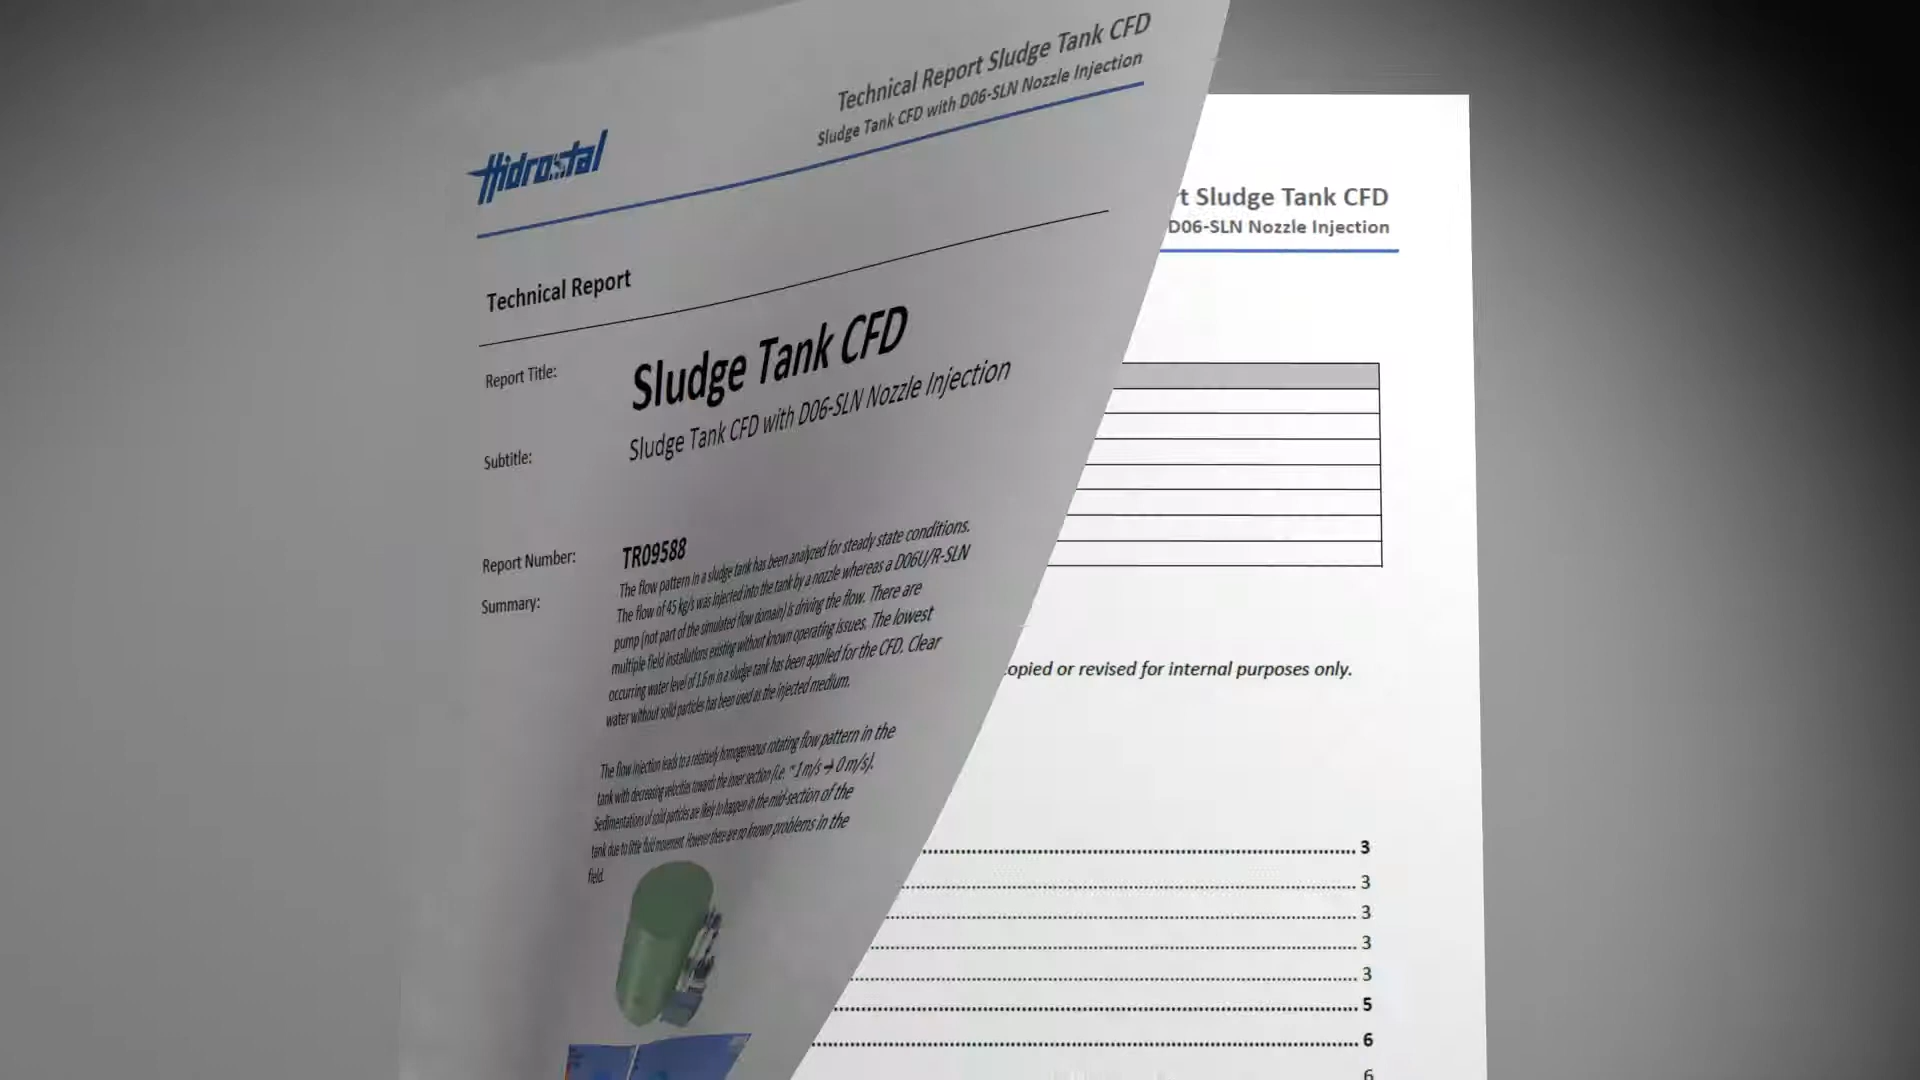 Technical Report Sludge Tank CFD
Sludge Tank CFD with D06-SLN Nozzle Injection
Hidrostal
Technical Report
Report Title:
Sludge Tank CFD
Subtitle:
Sludge Tank CFD with D06-SLN Nozzle Injection
Report Number:
TR09588
Summary:
The flow pattern in a sludge tank has been analyzed for steady state conditions.
The flow of 45 kg/s was injected into the tank by a nozzle whereas a D06U/R-SLN
pump (not part of the simulated flow domain) is driving the flow. There are
multiple field installations existing without known operating issues. The lowest
occurring water level of 1.6 m in a sludge tank has been applied for the CFD. Clear
water without solid particles has been used as the injected medium.
The flow injection leads to a relatively homogeneous rotating flow pattern in the
tank with decreasing velocities towards the inner section (i.e. ~1 m/s → 0 m/s).
Sedimentations of solid particles are likely to happen in the mid-section of the
tank due to little fluid movement. However there are no known problems in the
field.
t Sludge Tank CFD
D06-SLN Nozzle Injection
opied or revised for internal purposes only.
3
3
3
3
3
5
6
6